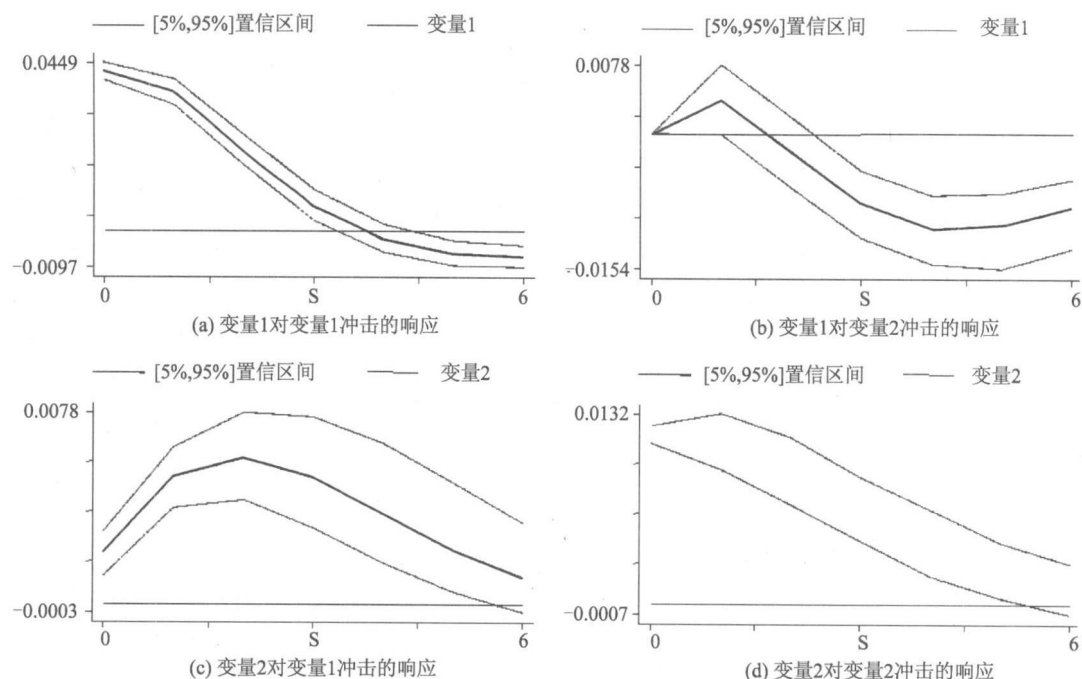 [5%,95%]置信区间 变量1
0.0449
-0.0097
0 S 6
(a) 变量1对变量1冲击的响应
[5%,95%]置信区间 变量1
0.0078
-0.0154
0 S 6
(b) 变量1对变量2冲击的响应
[5%,95%]置信区间 变量2
0.0078
-0.0003
0 S 6
(c) 变量2对变量1冲击的响应
[5%,95%]置信区间 变量2
0.0132
-0.0007
0 S 6
(d) 变量2对变量2冲击的响应